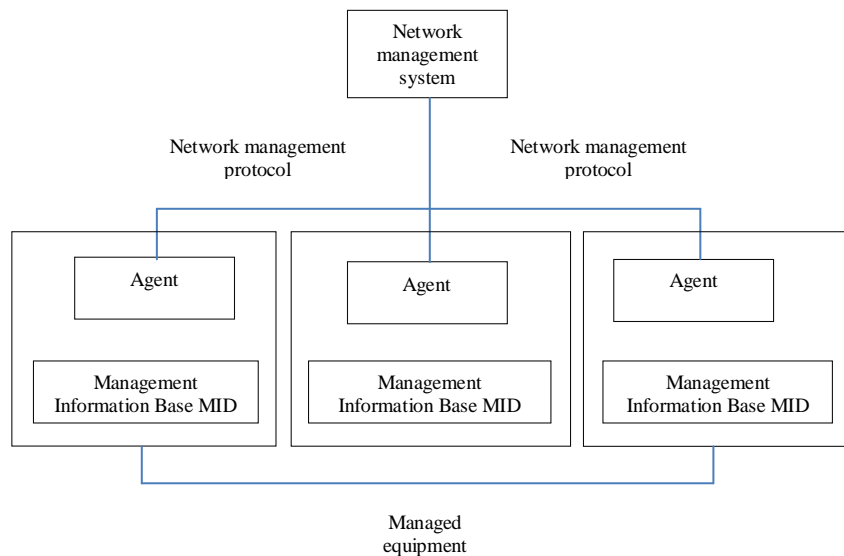 Network
management
system
Network management
protocol
Network management
protocol
Agent
Agent
Agent
Management
Information Base MID
Management
Information Base MID
Management
Information Base MID
Managed
equipment